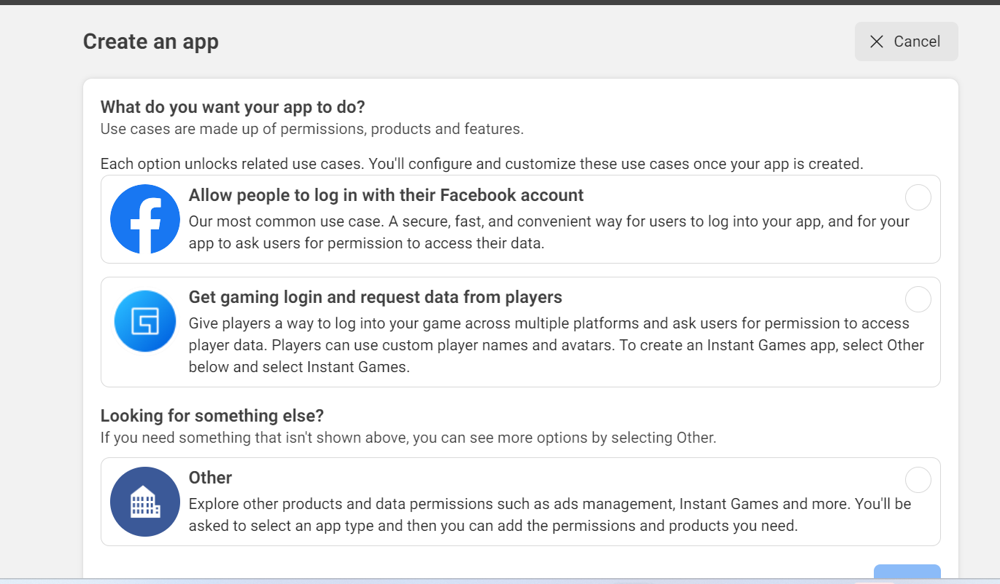 Create an app
Cancel
What do you want your app to do?
Use cases are made up of permissions, products and features.
Each option unlocks related use cases. You'll configure and customize these use cases once your app is created.
Allow people to log in with their Facebook account
Our most common use case. A secure, fast, and convenient way for users to log into your app, and for your
app to ask users for permission to access their data.
Get gaming login and request data from players
Give players a way to log into your game across multiple platforms and ask users for permission to access
player data. Players can use custom player names and avatars. To create an Instant Games app, select Other
below and select Instant Games.
Looking for something else?
If you need something that isn't shown above, you can see more options by selecting Other.
Other
Explore other products and data permissions such as ads management, Instant Games and more. You'll be
asked to select an app type and then you can add the permissions and products you need.